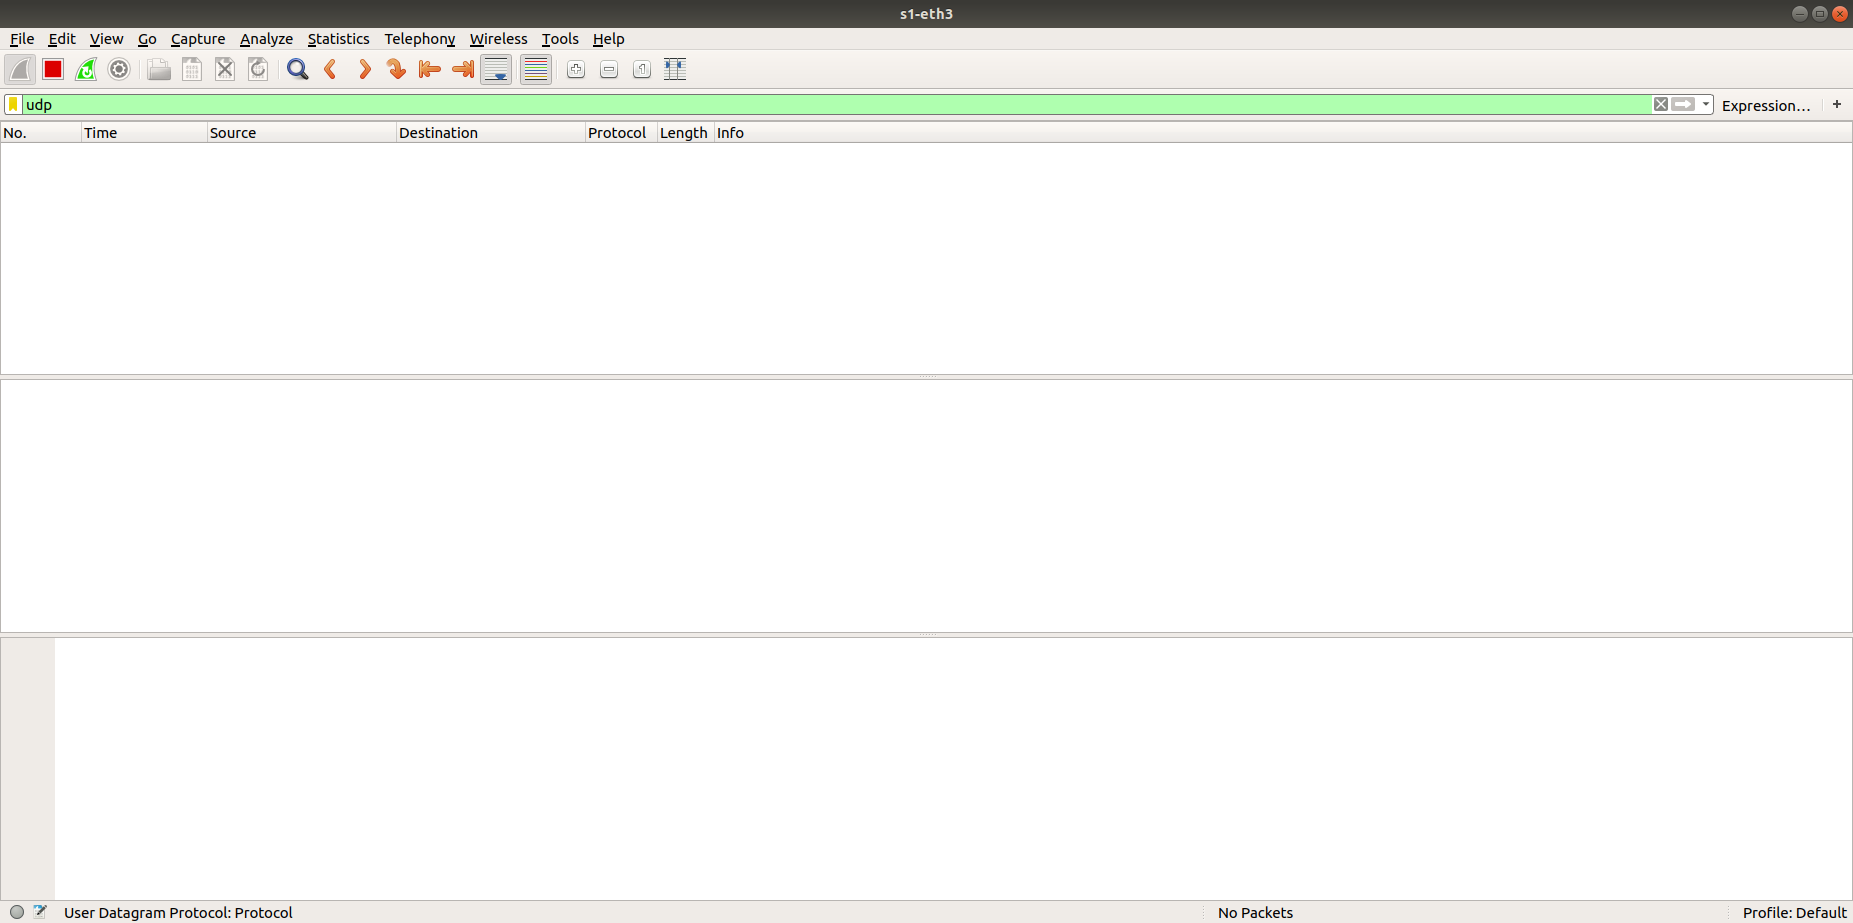 s1-eth3
File Edit View Go Capture Analyze Statistics Telephony Wireless Tools Help
udp Expression… +
No. Time Source Destination Protocol Length Info
User Datagram Protocol: Protocol No Packets Profile: Default